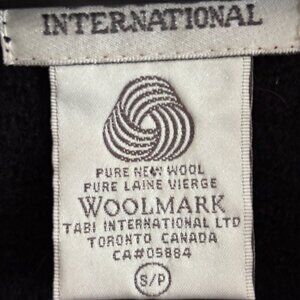 INTERNATIONAL
PURE NEW WOOL
PURE LAINE VIERGE
WOOLMARK
TABI INTERNATIONAL LTD
TORONTO CANADA
CA#05884
S/P